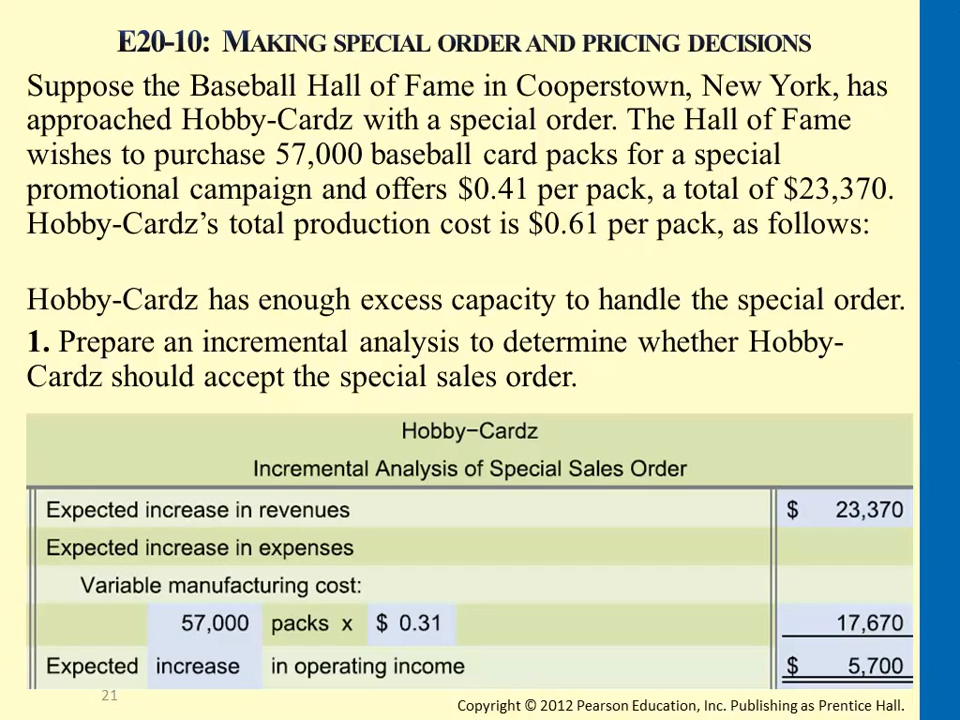 E20-10: MAKING SPECIAL ORDER AND PRICING DECISIONS
Suppose the Baseball Hall of Fame in Cooperstown, New York, has
approached Hobby-Cardz with a special order. The Hall of Fame
wishes to purchase 57,000 baseball card packs for a special
promotional campaign and offers $0.41 per pack, a total of $23,370.
Hobby-Cardz’s total production cost is $0.61 per pack, as follows:
Hobby-Cardz has enough excess capacity to handle the special order.
1. Prepare an incremental analysis to determine whether Hobby-
Cardz should accept the special sales order.
Hobby-Cardz
Incremental Analysis of Special Sales Order
Expected increase in revenues $ 23,370
Expected increase in expenses
Variable manufacturing cost:
57,000 packs x $ 0.31 17,670
Expected increase in operating income $ 5,700
21
Copyright © 2012 Pearson Education, Inc. Publishing as Prentice Hall.